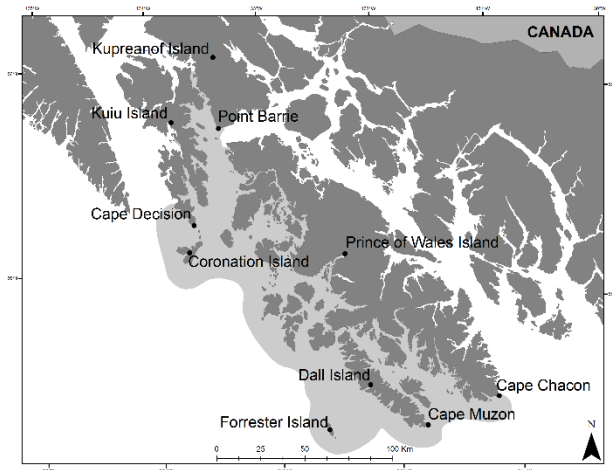 CANADA
Kupreanof Island
Kuiu Island
Point Barrie
Cape Decision
Coronation Island
Prince of Wales Island
Dall Island
Cape Chacon
Cape Muzon
Forrester Island
N
0 25 50 100 Km